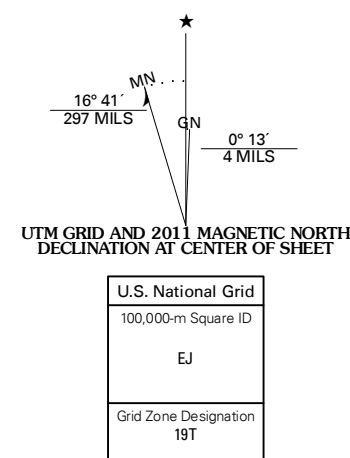 MN
16° 41´
297 MILS
GN
0° 13´
4 MILS
UTM GRID AND 2011 MAGNETIC NORTH
DECLINATION AT CENTER OF SHEET
U.S. National Grid
100,000-m Square ID
EJ
Grid Zone Designation
19T